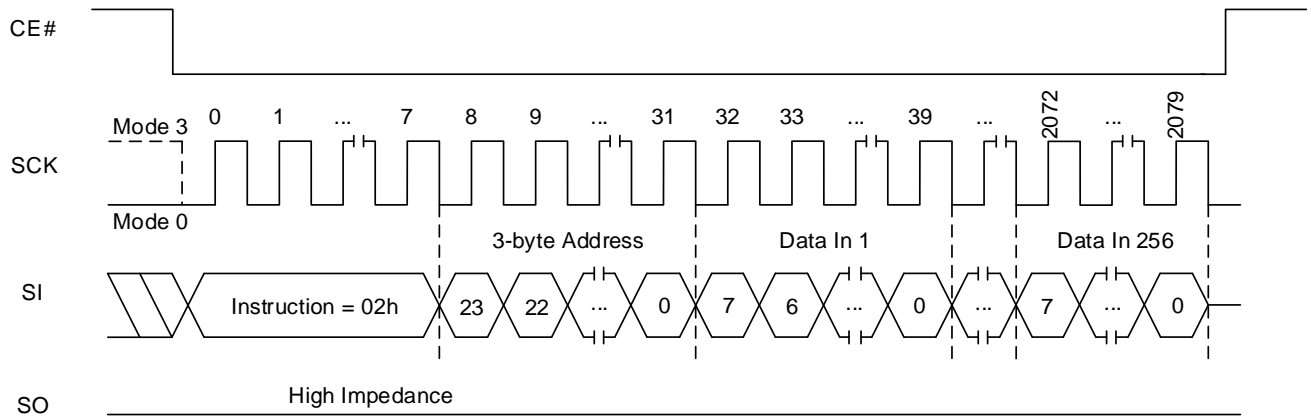 CE#
0 1 ... 7 8 9 ... 31 32 33 ... 39 ... 2072 ... 2079
Mode 3
SCK
Mode 0
3-byte Address Data In 1 Data In 256
SI Instruction = 02h 23 22 ... 0 7 6 ... 0 ... 7 ... 0
High Impedance
SO